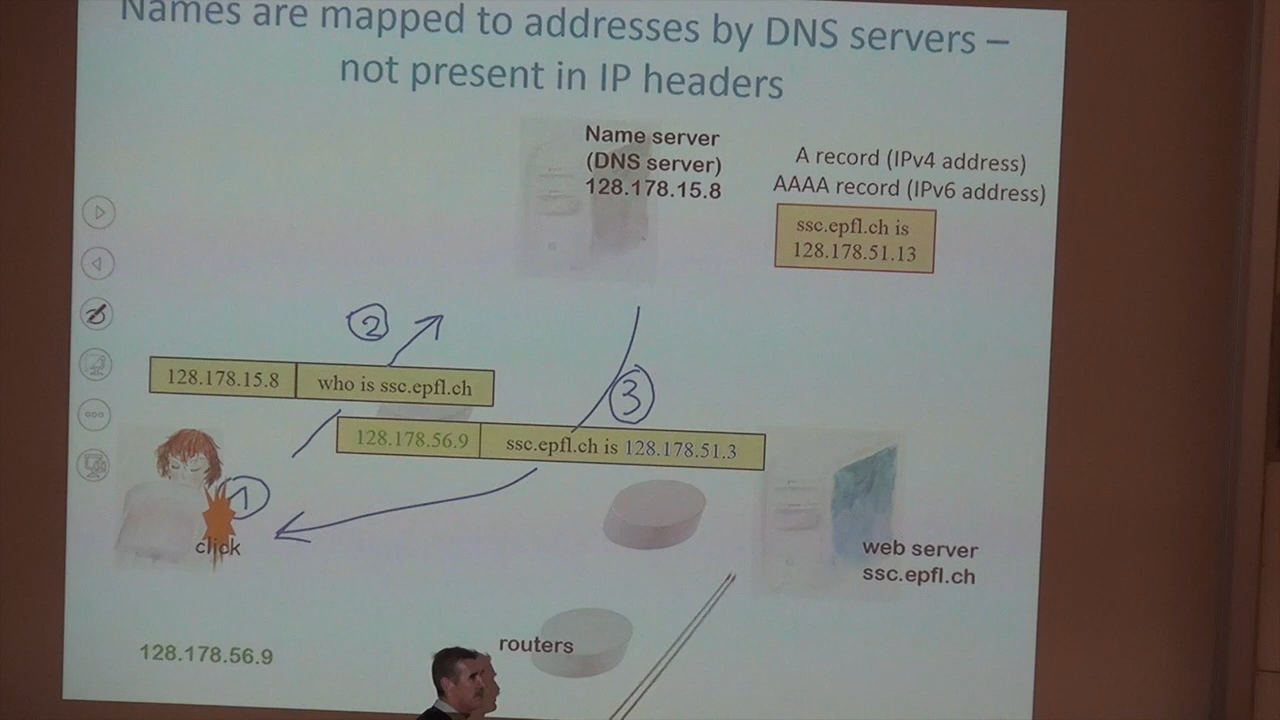 Names are mapped to addresses by DNS servers –
not present in IP headers
Name server
(DNS server)
128.178.15.8
A record (IPv4 address)
AAAA record (IPv6 address)
ssc.epfl.ch is
128.178.51.13
2
128.178.15.8 who is ssc.epfl.ch
3
128.178.56.9 ssc.epfl.ch is 128.178.51.3
1
click
web server
ssc.epfl.ch
routers
128.178.56.9